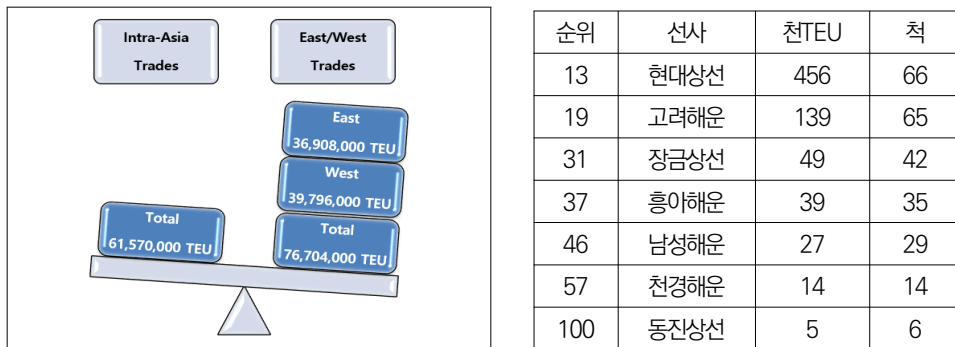 Intra-Asia
Trades
East/West
Trades
East
36,908,000 TEU
West
39,796,000 TEU
Total
61,570,000 TEU
Total
76,704,000 TEU
순위 선사 천TEU 척
13 현대상선 456 66
19 고려해운 139 65
31 장금상선 49 42
37 흥아해운 39 35
46 남성해운 27 29
57 천경해운 14 14
100 동진상선 5 6